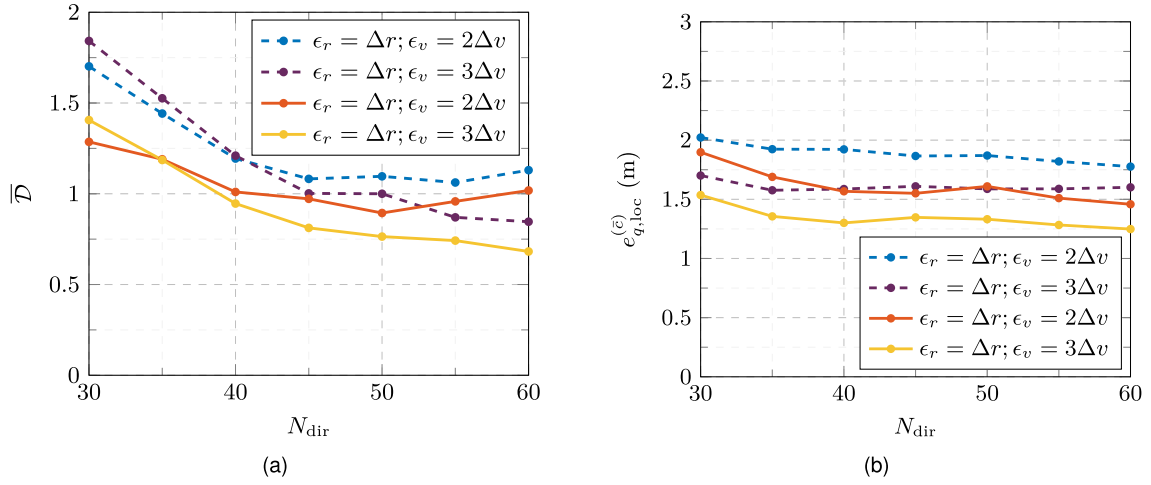 2
1.5
1
0.5
0
30
40
50
60
N_dir
𝒟̅
ϵ_r = Δr; ϵ_v = 2Δv
ϵ_r = Δr; ϵ_v = 3Δv
ϵ_r = Δr; ϵ_v = 2Δv
ϵ_r = Δr; ϵ_v = 3Δv
(a)
3
2.5
2
1.5
1
0.5
0
30
40
50
60
N_dir
e_{q,loc}^{(c̄)} (m)
ϵ_r = Δr; ϵ_v = 2Δv
ϵ_r = Δr; ϵ_v = 3Δv
ϵ_r = Δr; ϵ_v = 2Δv
ϵ_r = Δr; ϵ_v = 3Δv
(b)